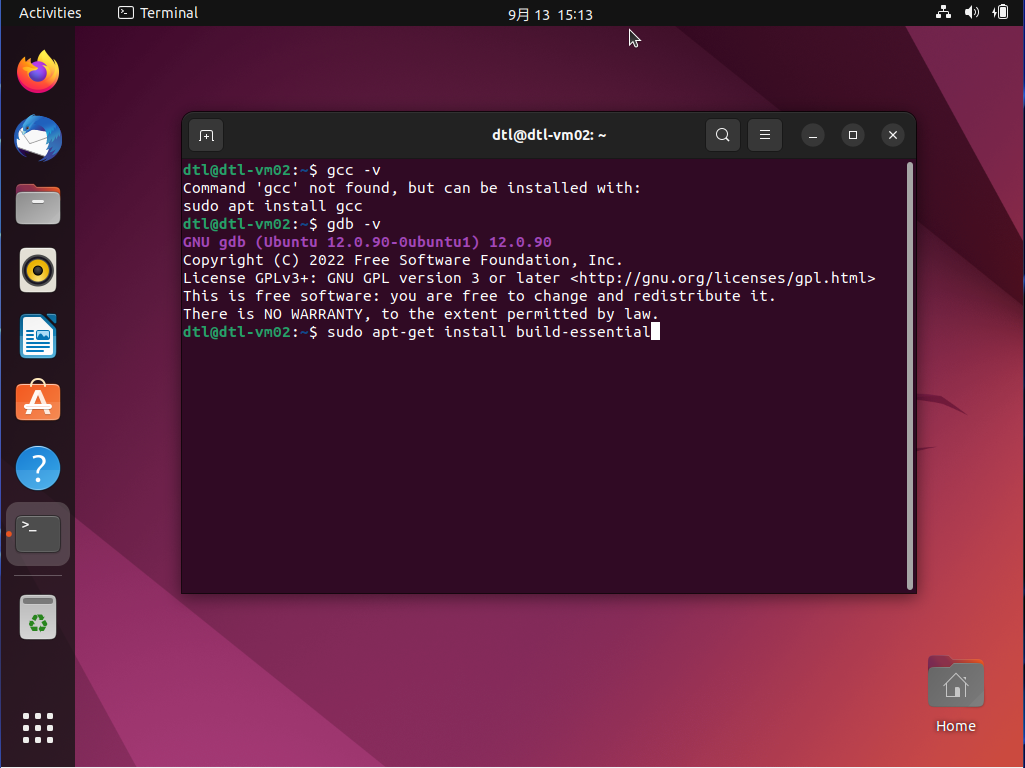 Activities
Terminal
9月 13 15:13
dtl@dtl-vm02: ~
dtl@dtl-vm02:~$ gcc -v
Command 'gcc' not found, but can be installed with:
sudo apt install gcc
dtl@dtl-vm02:~$ gdb -v
GNU gdb (Ubuntu 12.0.90-0ubuntu1) 12.0.90
Copyright (C) 2022 Free Software Foundation, Inc.
License GPLv3+: GNU GPL version 3 or later <http://gnu.org/licenses/gpl.html>
This is free software: you are free to change and redistribute it.
There is NO WARRANTY, to the extent permitted by law.
dtl@dtl-vm02:~$ sudo apt-get install build-essential
Home